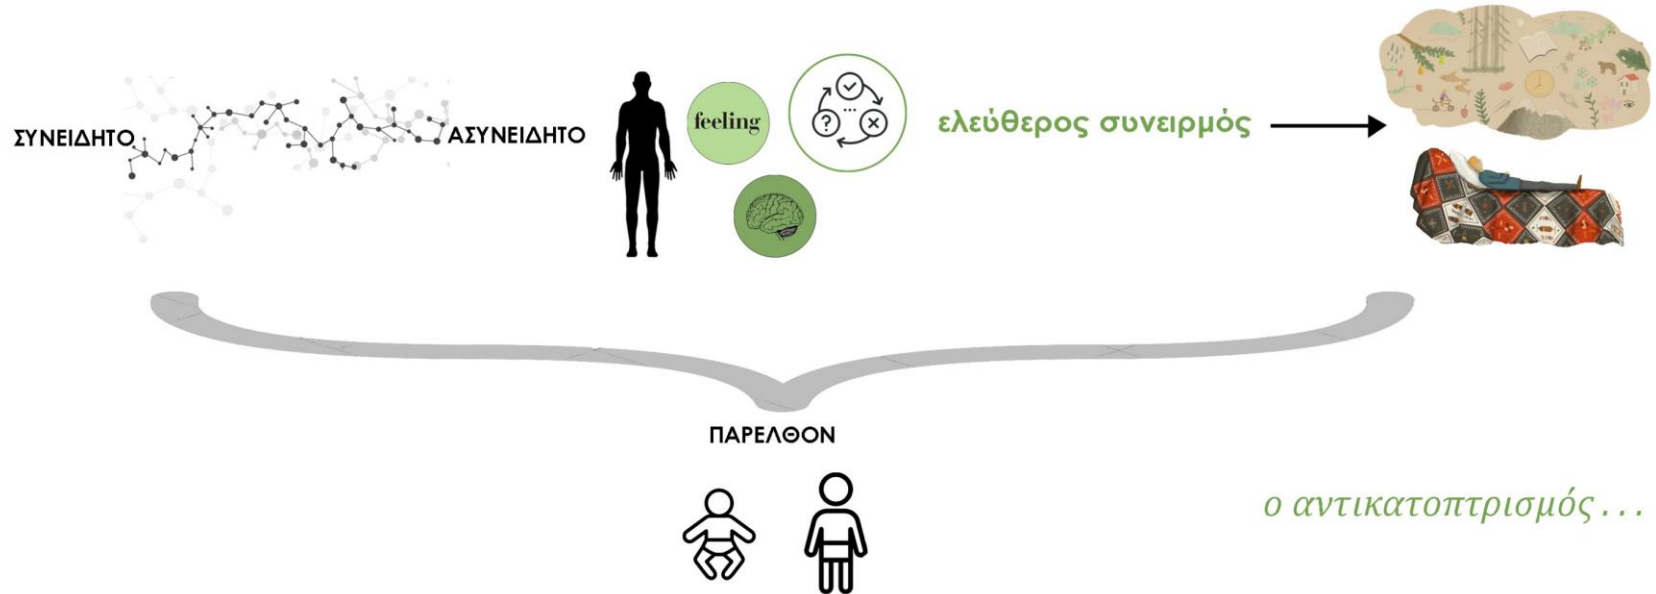 ΣΥΝΕΙΔΗΤΟ
ΑΣΥΝΕΙΔΗΤΟ
feeling
ελεύθερος συνειρμός
ΠΑΡΕΛΘΟΝ
ο αντικατοπτρισμός...